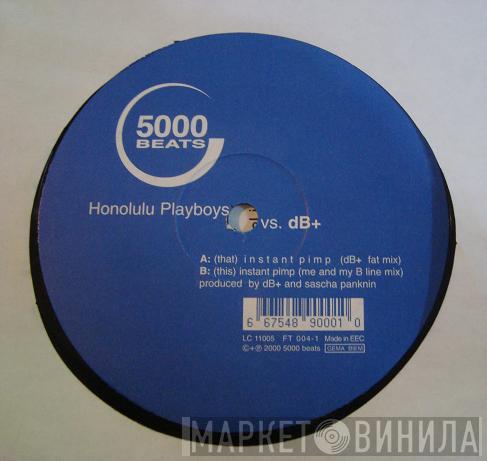 5000
BEATS
Honolulu Playboys vs. dB+
A: (that) instant pimp (dB+ fat mix)
B: (this) instant pimp (me and my B line mix)
produced by dB+ and sascha panknin
6 67548 90001 0
LC 11005 FT 004-1 Made in EEC
©+℗ 2000 5000 beats GEMA BIEM
МАРКЕТ ВИНИЛА